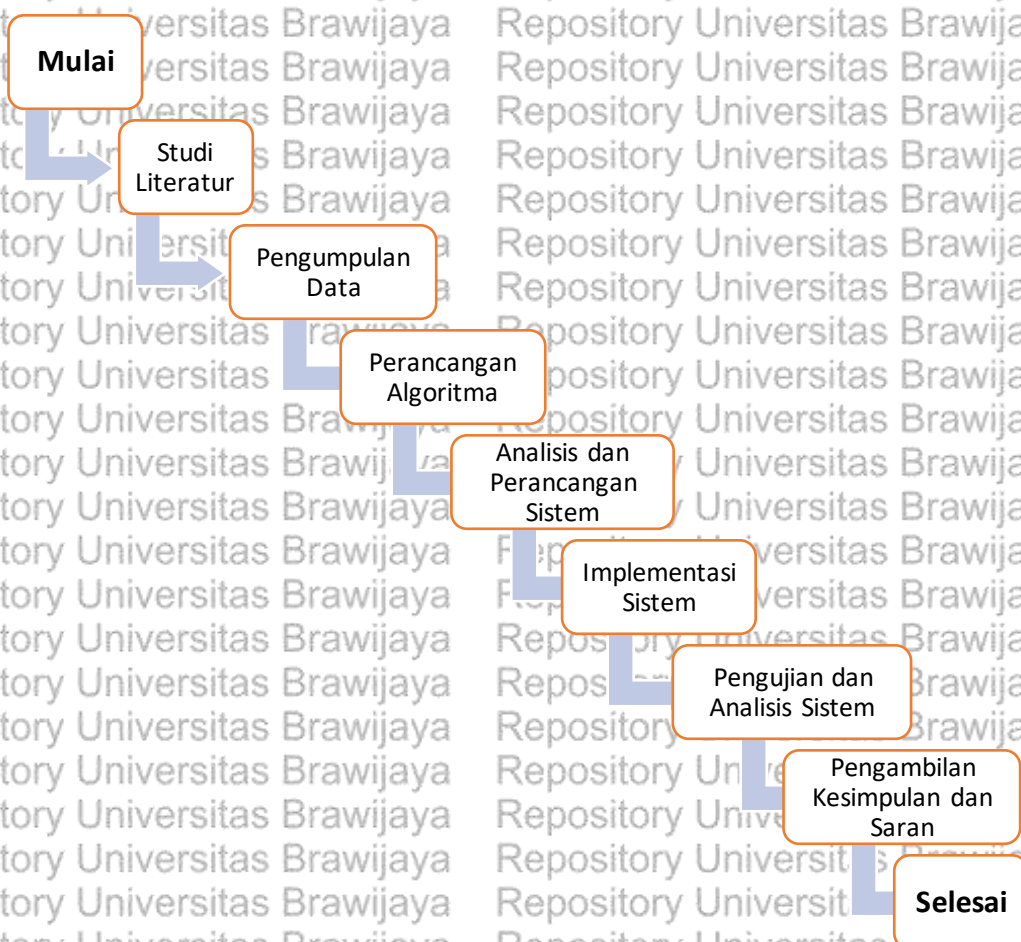 Mulai
Studi
Literatur
Pengumpulan
Data
Perancangan
Algoritma
Analisis dan
Perancangan
Sistem
Implementasi
Sistem
Pengujian dan
Analisis Sistem
Pengambilan
Kesimpulan dan
Saran
Selesai